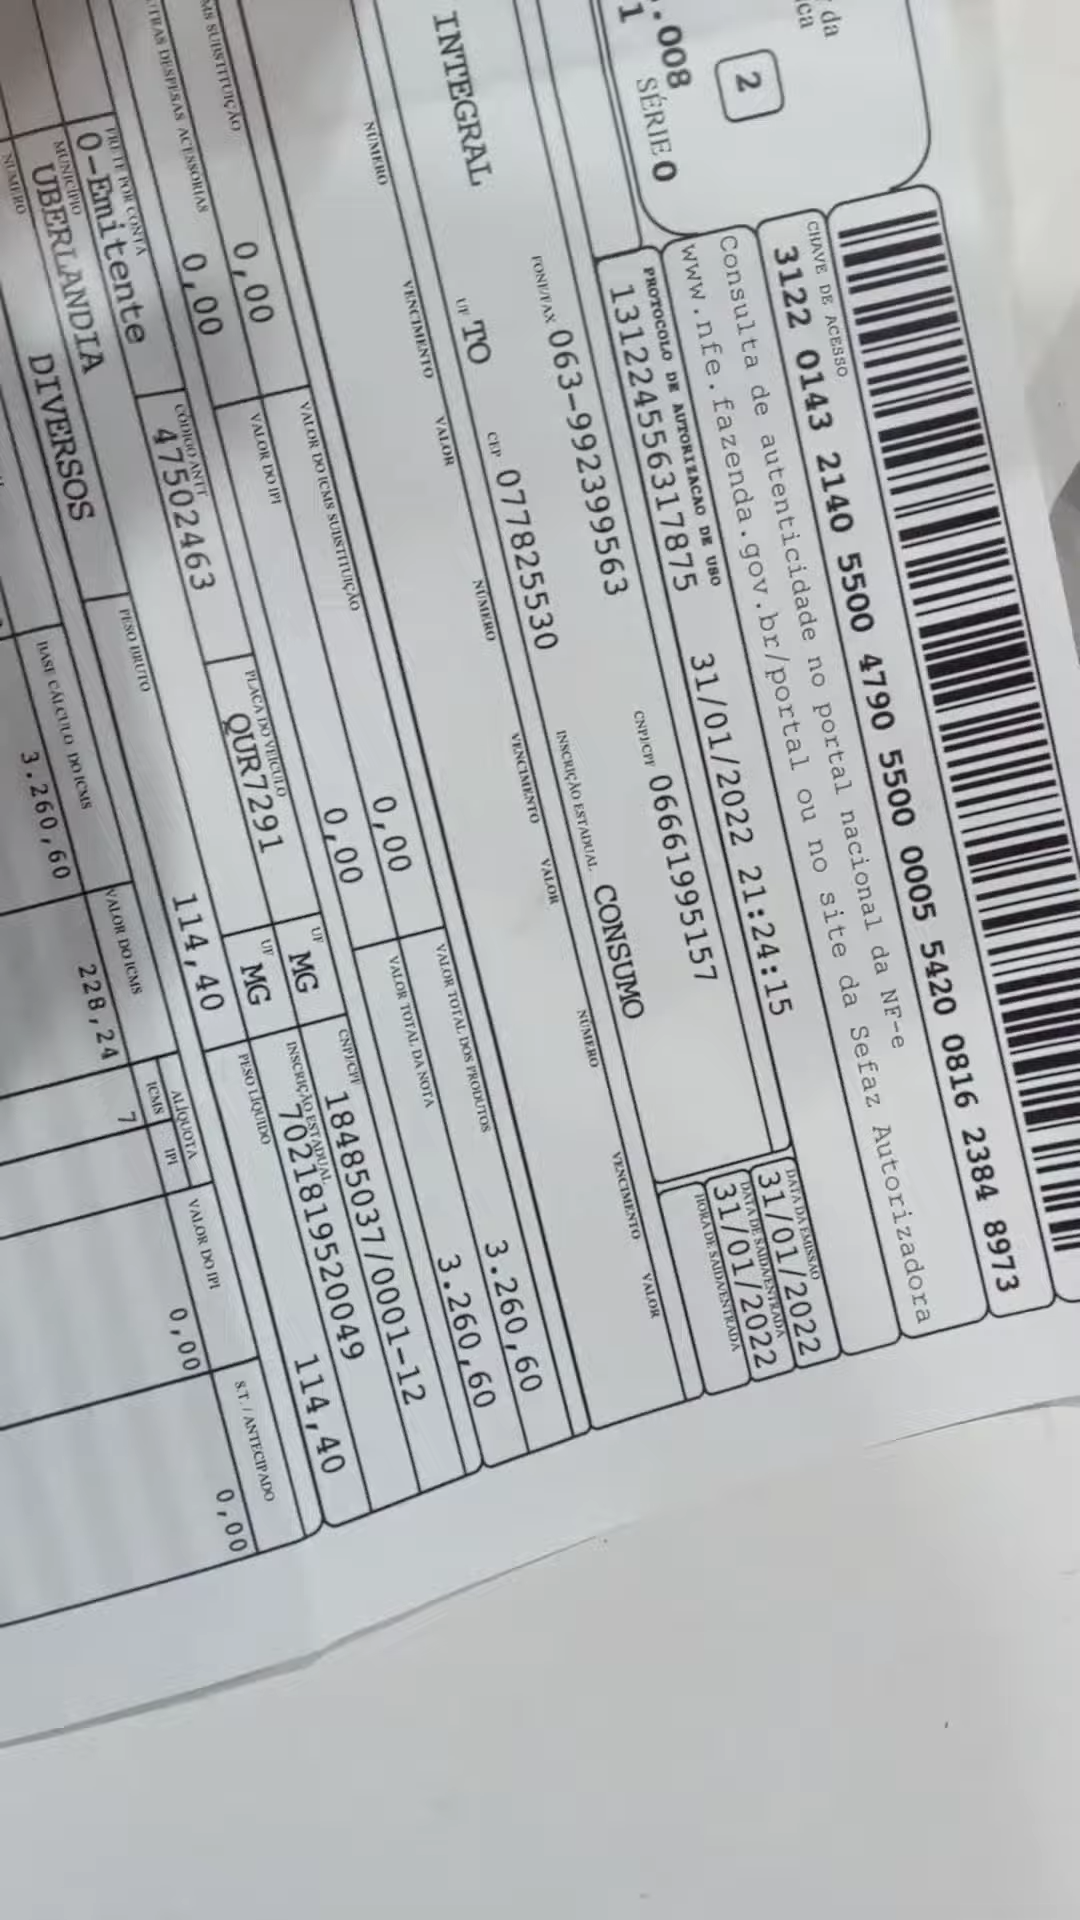 da
ica
2
.008
SÉRIE 0
1
CHAVE DE ACESSO
3122 0143 2140 5500 4790 5500 0005 5420 0816 2384 8973
Consulta de autenticidade no portal nacional da NF-e
www.nfe.fazenda.gov.br/portal ou no site da Sefaz Autorizadora
PROTOCOLO DE AUTORIZACAO DE USO
131224556317875 31/01/2022 21:24:15
CNPJ/CPF 06661995157
DATA DA EMISSÃO
31/01/2022
FONE/FAX 063-992399563
INSCRIÇÃO ESTADUAL CONSUMO
DATA DE SAÍDA/ENTRADA
31/01/2022
UF TO
CEP 077825530
HORA DE SAÍDA/ENTRADA
INTEGRAL
NÚMERO VENCIMENTO VALOR NÚMERO VENCIMENTO VALOR NÚMERO VENCIMENTO VALOR
MS SUBSTITUIÇÃO
0,00
VALOR DO ICMS SUBSTITUIÇÃO
0,00
VALOR TOTAL DOS PRODUTOS
3.260,60
TRAS DESPESAS ACESSÓRIAS
0,00
VALOR DO IPI
0,00
VALOR TOTAL DA NOTA
3.260,60
FRETE POR CONTA
0-Emitente
CÓDIGO ANTT
47502463
PLACA DO VEÍCULO
QUR7291
UF
MG
CNPJ/CPF
18485037/0001-12
MUNICÍPIO
UBERLANDIA
UF
MG
INSCRIÇÃO ESTADUAL
7021819520049
NÚMERO
DIVERSOS
PESO BRUTO
114,40
PESO LÍQUIDO
114,40
BASE CÁLCULO DO ICMS
3.260,60
VALOR DO ICMS
228,24
ALÍQUOTA
ICMS
7
IPI
VALOR DO IPI
0,00
S.T. / ANTECIPADO
0,00